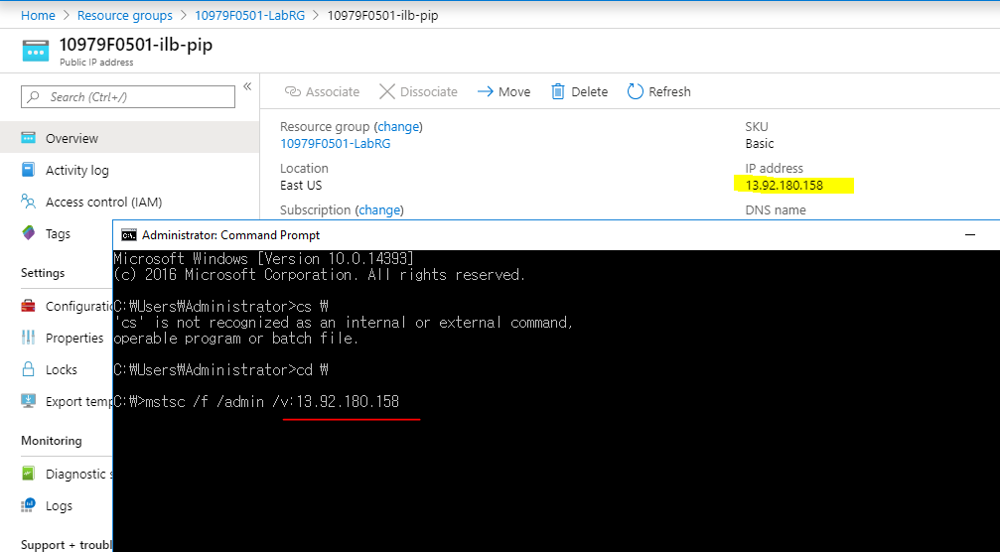 Home > Resource groups > 10979F0501-LabRG > 10979F0501-ilb-pip
10979F0501-ilb-pip
Public IP address
Search (Ctrl+/)
«
Associate Dissociate Move Delete Refresh
Overview
Activity log
Access control (IAM)
Tags
Settings
Configuratio
Properties
Locks
Export temp
Monitoring
Diagnostic s
Logs
Support + troubl
Resource group (change)
10979F0501-LabRG
Location
East US
Subscription (change)
SKU
Basic
IP address
13.92.180.158
DNS name
Administrator: Command Prompt
Microsoft Windows [Version 10.0.14393]
(c) 2016 Microsoft Corporation. All rights reserved.
C:₩Users₩Administrator>cs ₩
'cs' is not recognized as an internal or external command,
operable program or batch file.
C:₩Users₩Administrator>cd ₩
C:₩>mstsc /f /admin /v:13.92.180.158